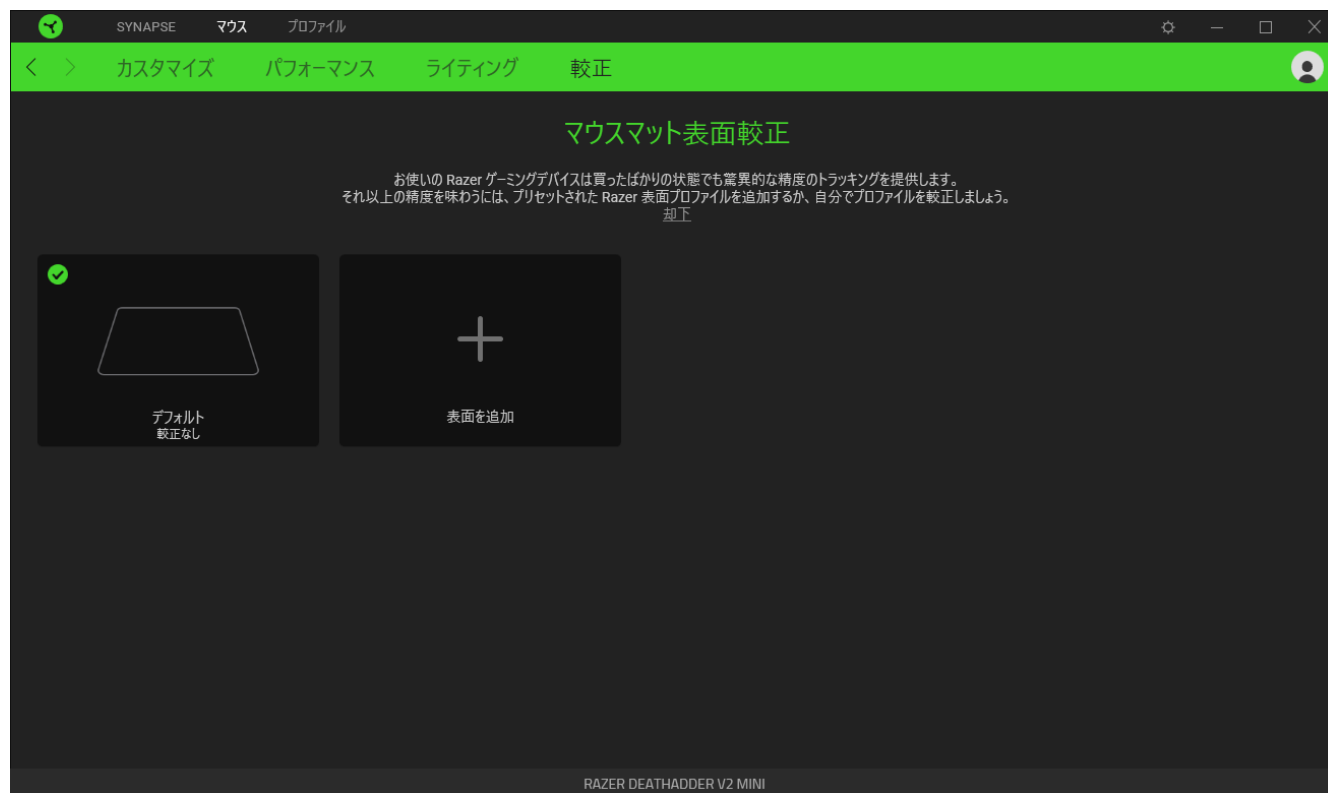 SYNAPSE マウス プロファイル
カスタマイズ パフォーマンス ライティング 較正
マウスマット表面較正
お使いの Razer ゲーミングデバイスは買ったばかりの状態でも驚異的な精度のトラッキングを提供します。
それ以上の精度を味わうには、プリセットされた Razer 表面プロファイルを追加するか、自分でプロファイルを較正しましょう。
却下
デフォルト
較正なし
表面を追加
RAZER DEATHADDER V2 MINI